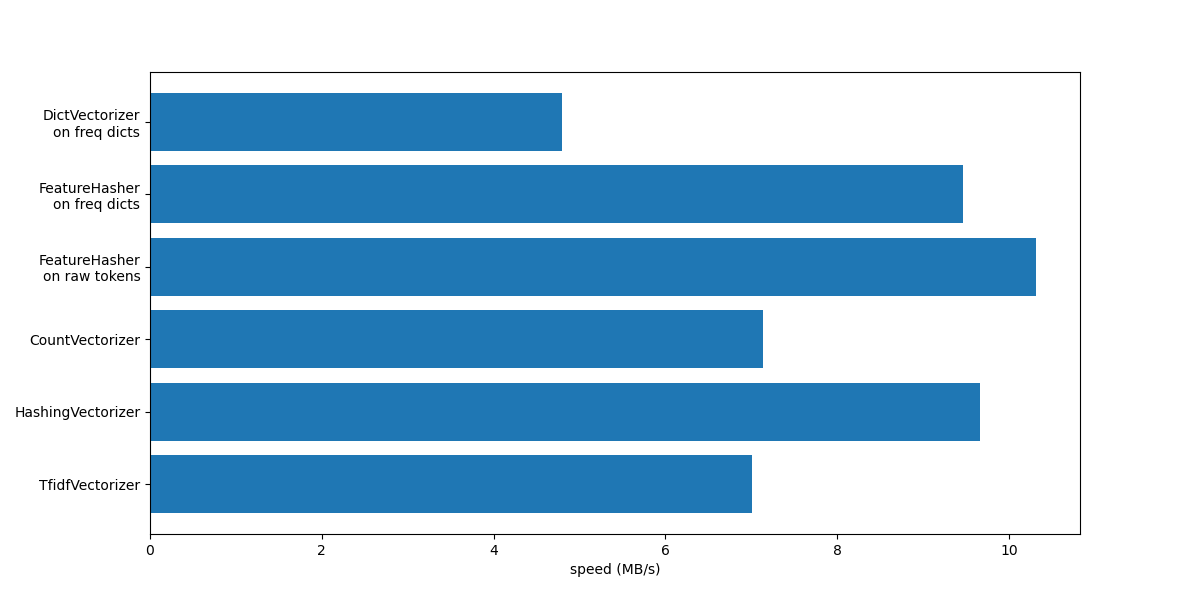 DictVectorizer
on freq dicts
FeatureHasher
on freq dicts
FeatureHasher
on raw tokens
CountVectorizer
HashingVectorizer
TfidfVectorizer
0 2 4 6 8 10
speed (MB/s)